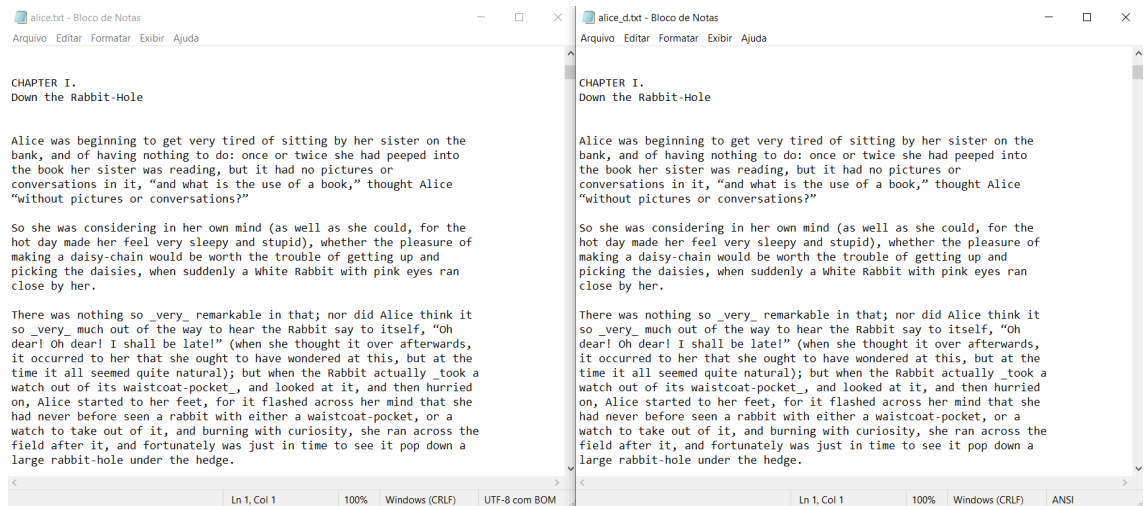 alice.txt - Bloco de Notas
Arquivo Editar Formatar Exibir Ajuda
CHAPTER I.
Down the Rabbit-Hole
Alice was beginning to get very tired of sitting by her sister on the
bank, and of having nothing to do: once or twice she had peeped into
the book her sister was reading, but it had no pictures or
conversations in it, “and what is the use of a book,” thought Alice
“without pictures or conversations?”
So she was considering in her own mind (as well as she could, for the
hot day made her feel very sleepy and stupid), whether the pleasure of
making a daisy-chain would be worth the trouble of getting up and
picking the daisies, when suddenly a White Rabbit with pink eyes ran
close by her.
There was nothing so _very_ remarkable in that; nor did Alice think it
so _very_ much out of the way to hear the Rabbit say to itself, “Oh
dear! Oh dear! I shall be late!” (when she thought it over afterwards,
it occurred to her that she ought to have wondered at this, but at the
time it all seemed quite natural); but when the Rabbit actually _took a
watch out of its waistcoat-pocket_, and looked at it, and then hurried
on, Alice started to her feet, for it flashed across her mind that she
had never before seen a rabbit with either a waistcoat-pocket, or a
watch to take out of it, and burning with curiosity, she ran across the
field after it, and fortunately was just in time to see it pop down a
large rabbit-hole under the hedge.
Ln 1, Col 1 100% Windows (CRLF) UTF-8 com BOM
alice_d.txt - Bloco de Notas
Arquivo Editar Formatar Exibir Ajuda
CHAPTER I.
Down the Rabbit-Hole
Alice was beginning to get very tired of sitting by her sister on the
bank, and of having nothing to do: once or twice she had peeped into
the book her sister was reading, but it had no pictures or
conversations in it, “and what is the use of a book,” thought Alice
“without pictures or conversations?”
So she was considering in her own mind (as well as she could, for the
hot day made her feel very sleepy and stupid), whether the pleasure of
making a daisy-chain would be worth the trouble of getting up and
picking the daisies, when suddenly a White Rabbit with pink eyes ran
close by her.
There was nothing so _very_ remarkable in that; nor did Alice think it
so _very_ much out of the way to hear the Rabbit say to itself, “Oh
dear! Oh dear! I shall be late!” (when she thought it over afterwards,
it occurred to her that she ought to have wondered at this, but at the
time it all seemed quite natural); but when the Rabbit actually _took a
watch out of its waistcoat-pocket_, and looked at it, and then hurried
on, Alice started to her feet, for it flashed across her mind that she
had never before seen a rabbit with either a waistcoat-pocket, or a
watch to take out of it, and burning with curiosity, she ran across the
field after it, and fortunately was just in time to see it pop down a
large rabbit-hole under the hedge.
Ln 1, Col 1 100% Windows (CRLF) ANSI